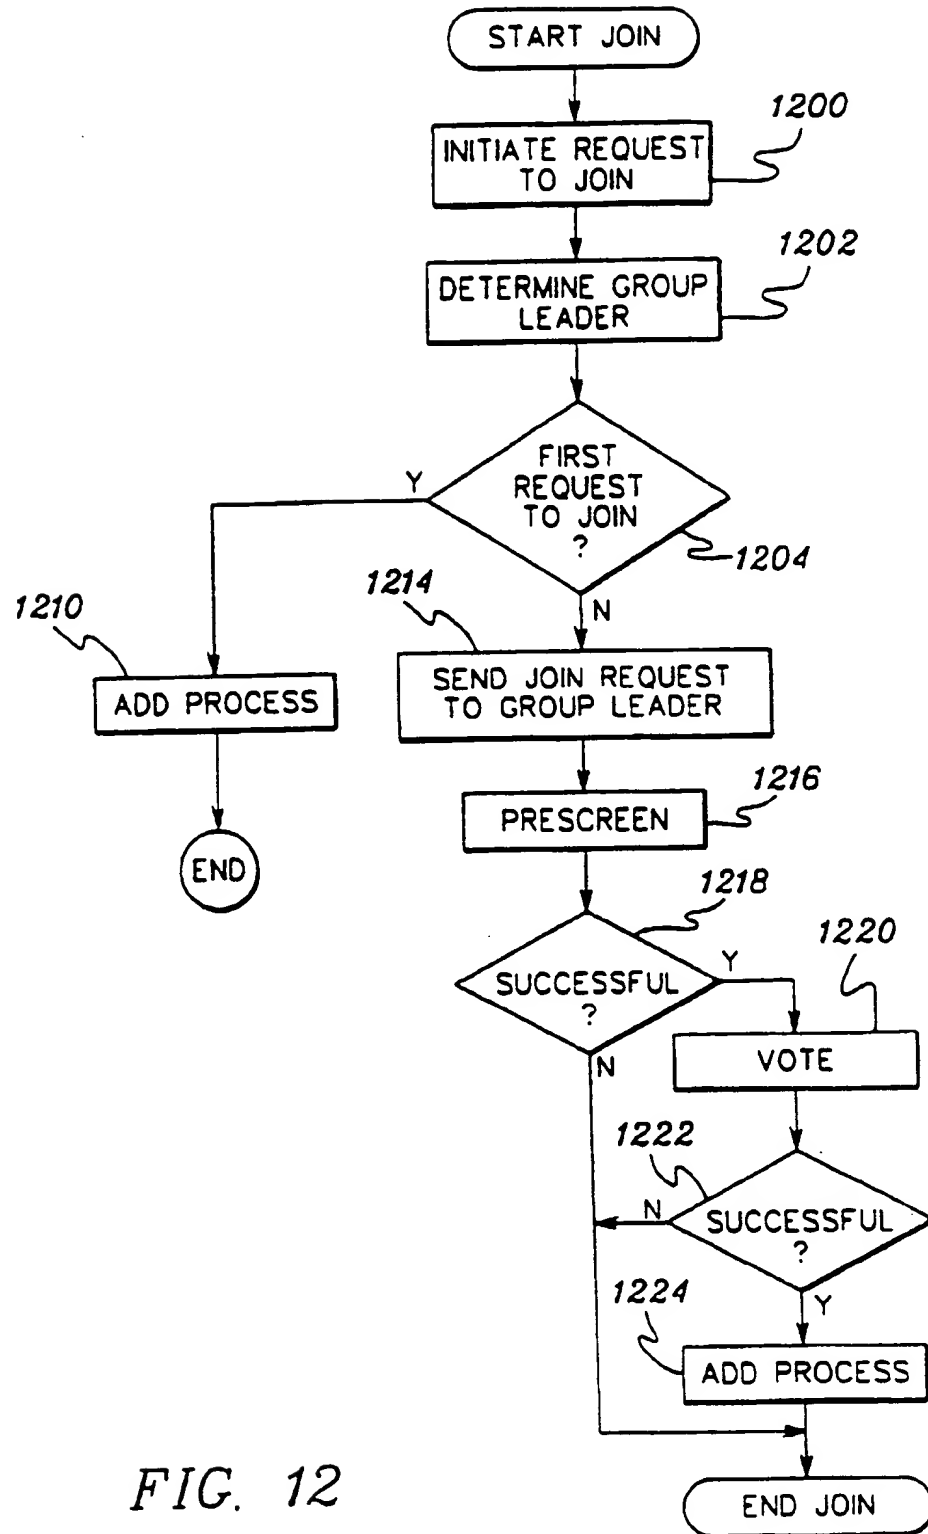 START JOIN
1200
INITIATE REQUEST
TO JOIN
1202
DETERMINE GROUP
LEADER
FIRST
REQUEST
TO JOIN
?
Y
1204
N
1214
1210
SEND JOIN REQUEST
TO GROUP LEADER
ADD PROCESS
1216
PRESCREEN
END
1218
SUCCESSFUL
?
Y
N
1220
VOTE
1222
N
SUCCESSFUL
?
Y
1224
ADD PROCESS
END JOIN
FIG. 12